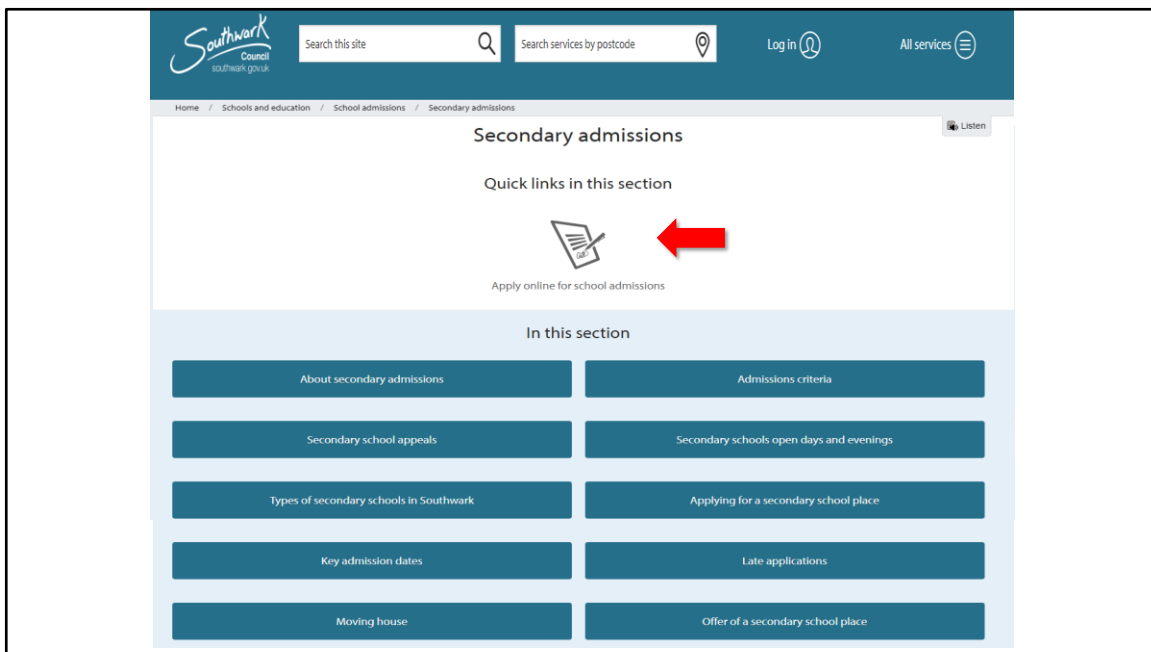 Southwark
Council
southwark.gov.uk
Search this site
Search services by postcode
Log in
All services
Home / Schools and education / School admissions / Secondary admissions
Listen
Secondary admissions
Quick links in this section
Apply online for school admissions
In this section
About secondary admissions
Admissions criteria
Secondary school appeals
Secondary schools open days and evenings
Types of secondary schools in Southwark
Applying for a secondary school place
Key admission dates
Late applications
Moving house
Offer of a secondary school place